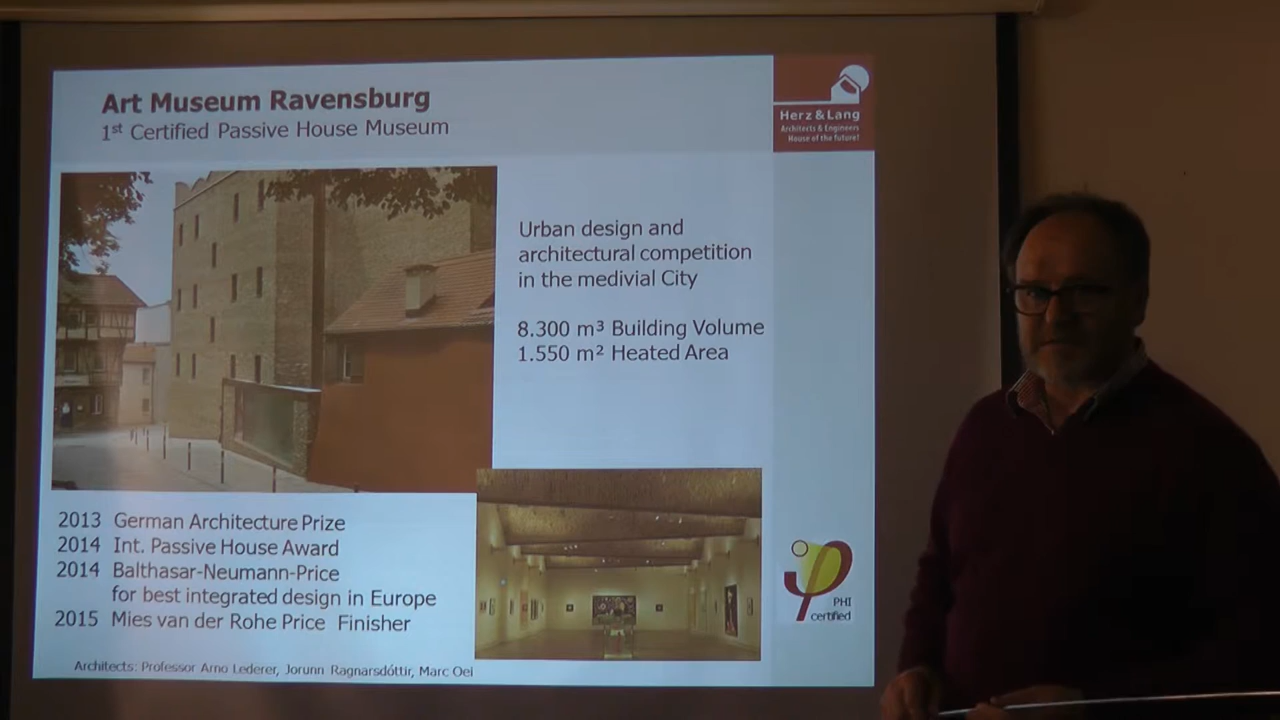 Art Museum Ravensburg
1st Certified Passive House Museum
Herz & Lang
Architects & Engineers
House of the future!
Urban design and
architectural competition
in the medivial City
8.300 m³ Building Volume
1.550 m² Heated Area
2013 German Architecture Prize
2014 Int. Passive House Award
2014 Balthasar-Neumann-Price
for best integrated design in Europe
2015 Mies van der Rohe Price Finisher
PHI
certified
Architects: Professor Arno Lederer, Jorunn Ragnarsdóttir, Marc Oei